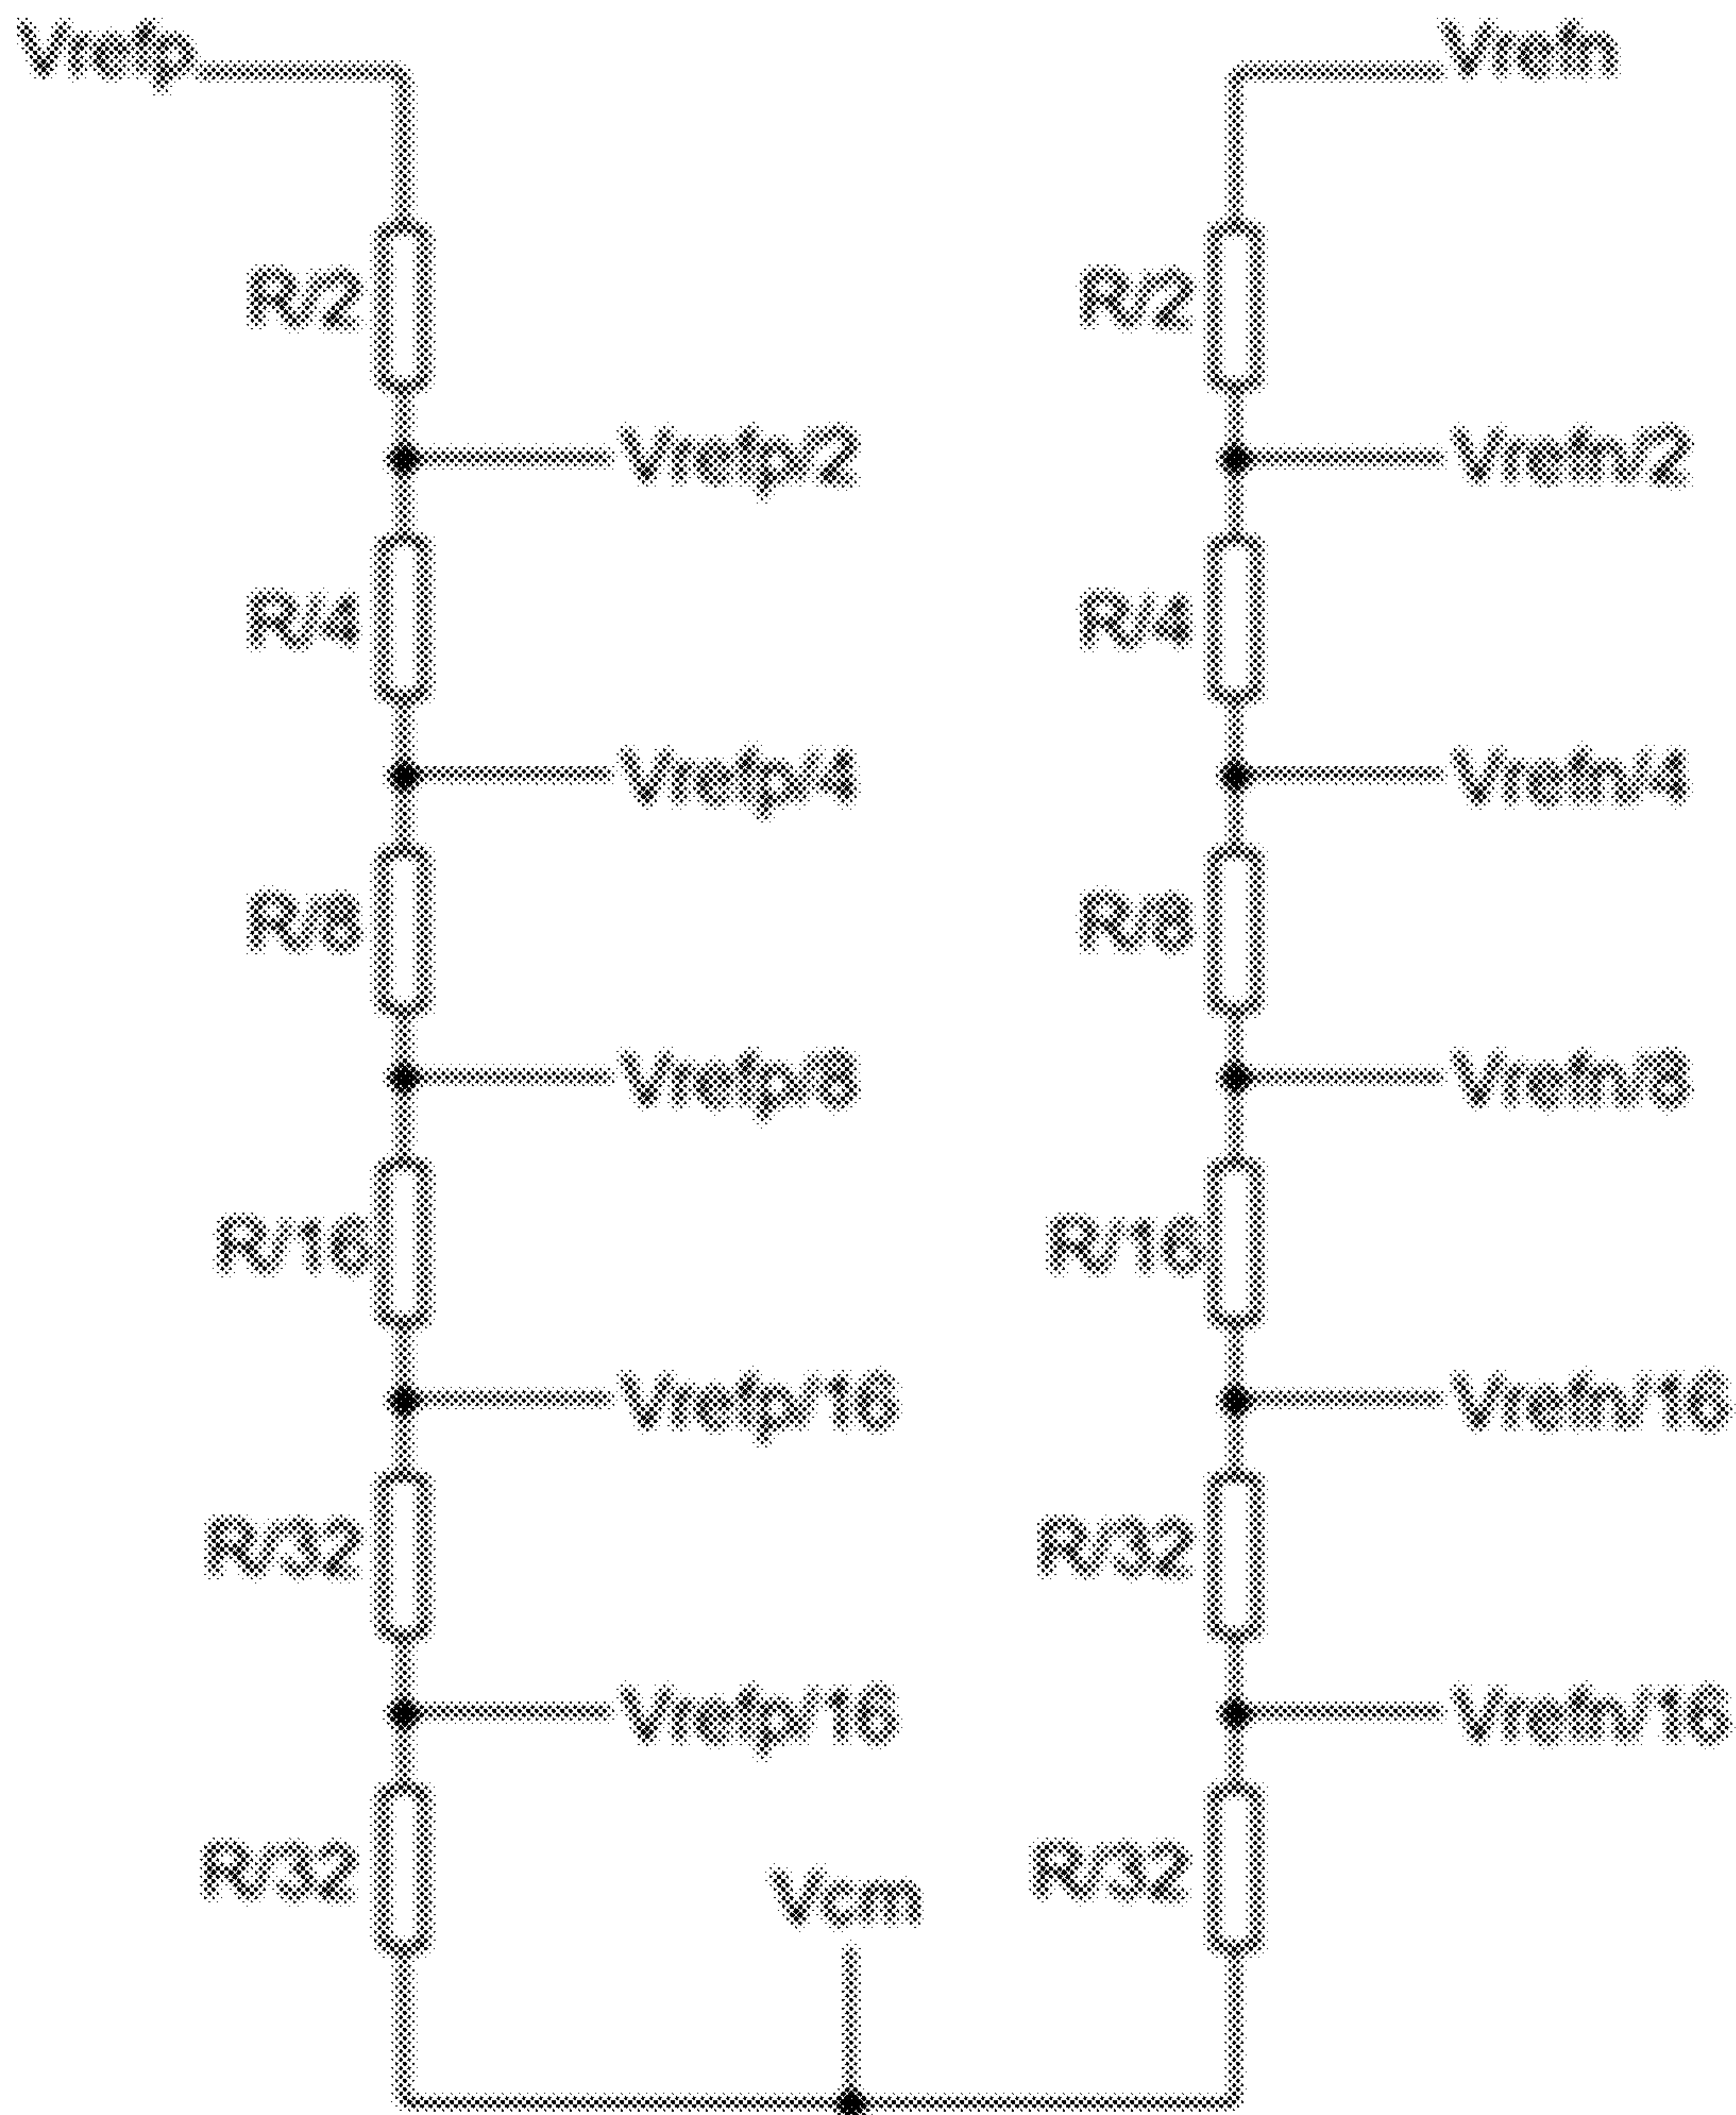 Vrefp Vrefn
R/2 R/2
Vrefp/2 Vrefn/2
R/4 R/4
Vrefp/4 Vrefn/4
R/8 R/8
Vrefp/8 Vrefn/8
R/16 R/16
Vrefp/16 Vrefn/16
R/32 R/32
Vrefp/16 Vrefn/16
R/32 R/32
Vcm